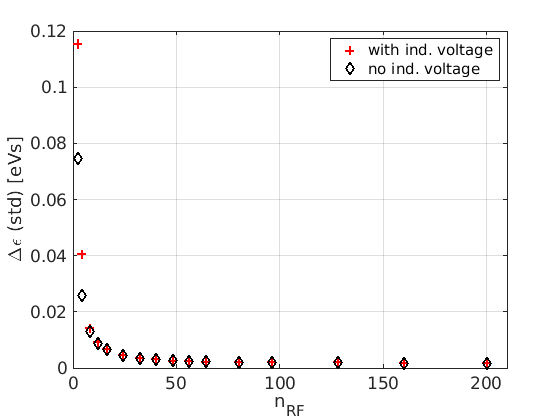 0.12
with ind. voltage
no ind. voltage
0.1
0.08
0.06
0.04
0.02
0
Δϵ (std) [eVs]
0 50 100 150 200
n_RF